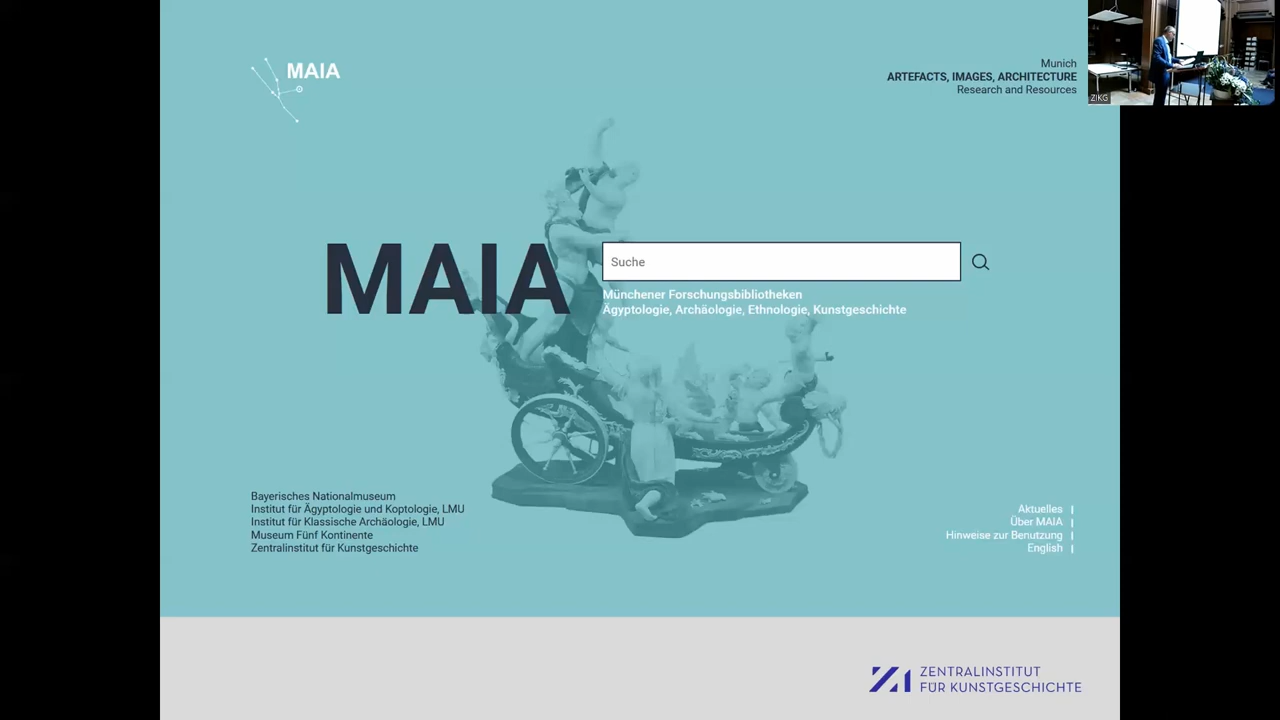 MAIA
Munich
ARTEFACTS, IMAGES, ARCHITECTURE
Research and Resources
ZIKG
MAIA
Suche
Münchener Forschungsbibliotheken
Ägyptologie, Archäologie, Ethnologie, Kunstgeschichte
Bayerisches Nationalmuseum
Institut für Ägyptologie und Koptologie, LMU
Institut für Klassische Archäologie, LMU
Museum Fünf Kontinente
Zentralinstitut für Kunstgeschichte
Aktuelles |
Über MAIA |
Hinweise zur Benutzung |
English |
ZI
ZENTRALINSTITUT
FÜR KUNSTGESCHICHTE